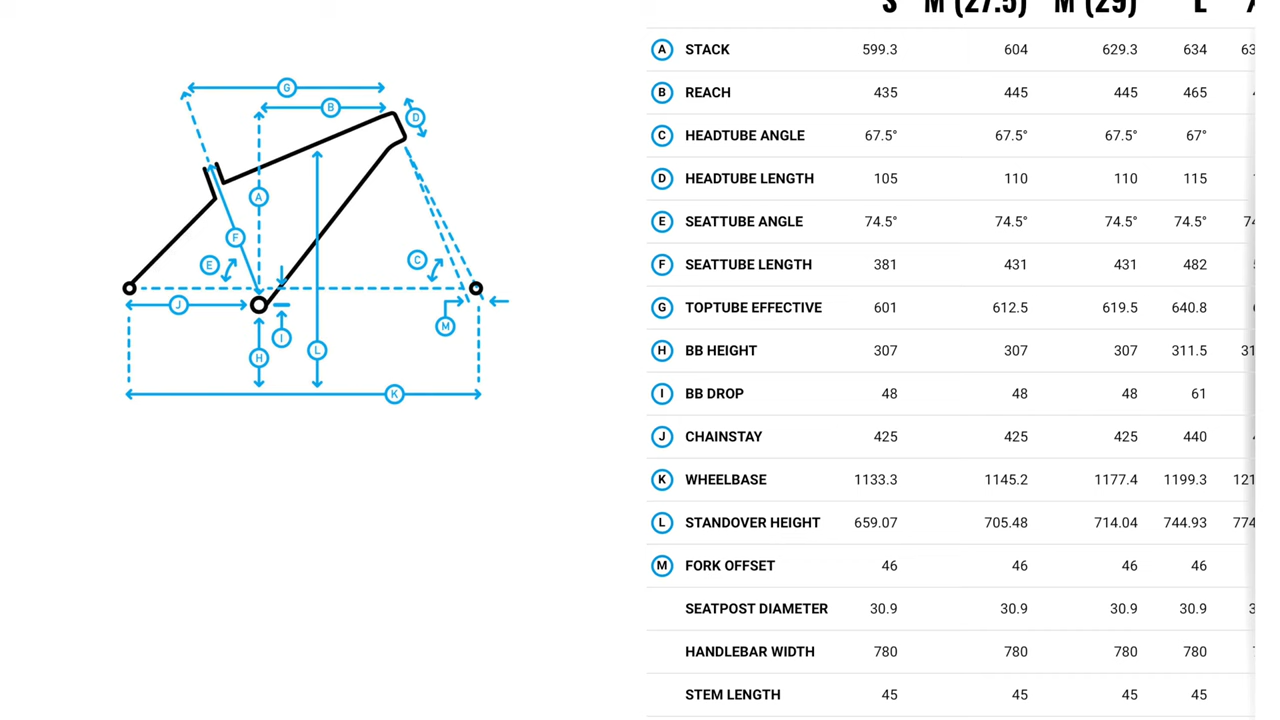 S M (27.5) M (29) L
A STACK 599.3 604 629.3 634
B REACH 435 445 445 465
C HEADTUBE ANGLE 67.5° 67.5° 67.5° 67°
D HEADTUBE LENGTH 105 110 110 115
E SEATTUBE ANGLE 74.5° 74.5° 74.5° 74.5°
F SEATTUBE LENGTH 381 431 431 482
G TOPTUBE EFFECTIVE 601 612.5 619.5 640.8
H BB HEIGHT 307 307 307 311.5
I BB DROP 48 48 48 61
J CHAINSTAY 425 425 425 440
K WHEELBASE 1133.3 1145.2 1177.4 1199.3
L STANDOVER HEIGHT 659.07 705.48 714.04 744.93
M FORK OFFSET 46 46 46 46
SEATPOST DIAMETER 30.9 30.9 30.9 30.9
HANDLEBAR WIDTH 780 780 780 780
STEM LENGTH 45 45 45 45
G
B
D
A
F
E
C
J
M
I
L
H
K